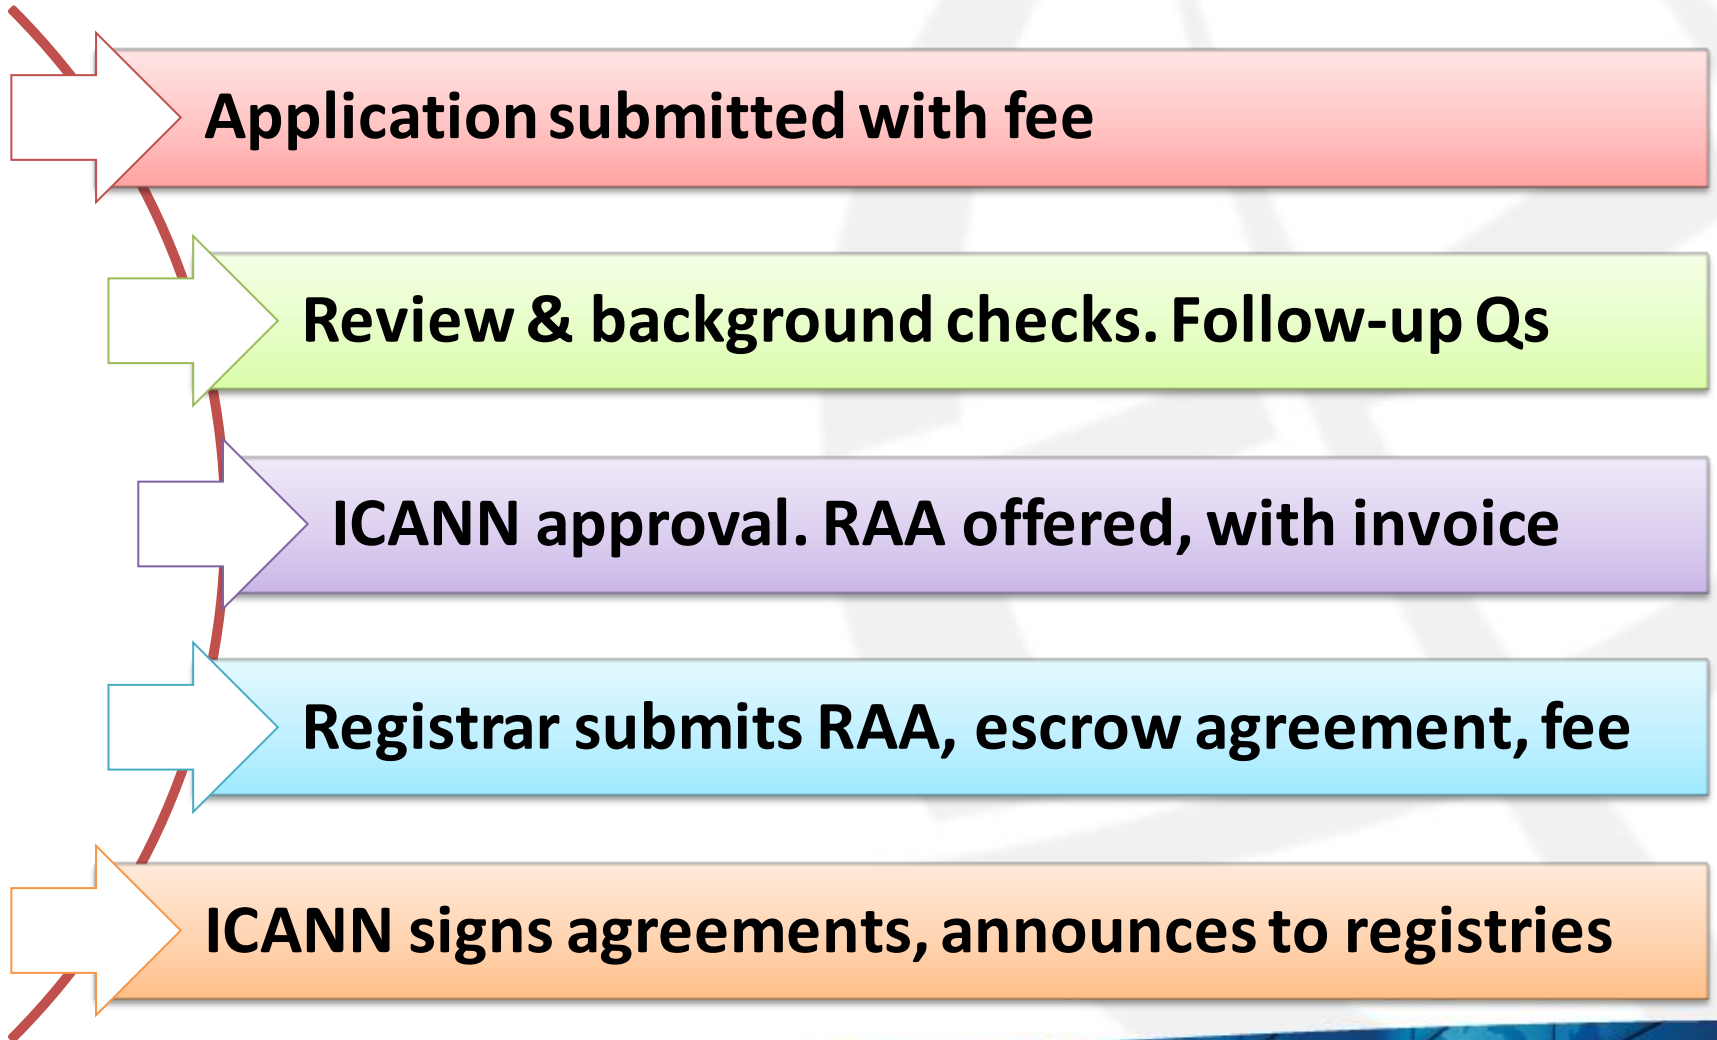 Application submitted with fee
Review & background checks. Follow-up Qs
ICANN approval. RAA offered, with invoice
Registrar submits RAA, escrow agreement, fee
ICANN signs agreements, announces to registries